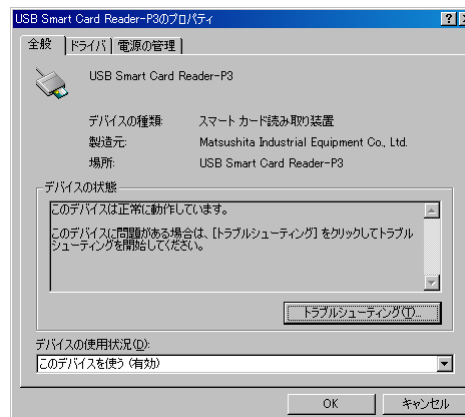 USB Smart Card Reader-P3のプロパティ
全般 ドライバ 電源の管理
USB Smart Card Reader-P3
デバイスの種類: スマート カード読み取り装置
製造元: Matsushita Industrial Equipment Co., Ltd.
場所: USB Smart Card Reader-P3
デバイスの状態
このデバイスは正常に動作しています。
このデバイスに問題がある場合は、[トラブルシューティング] をクリックしてトラブル
シューティングを開始してください。
トラブルシューティング(T)...
デバイスの使用状況(D):
このデバイスを使う (有効)
OK キャンセル